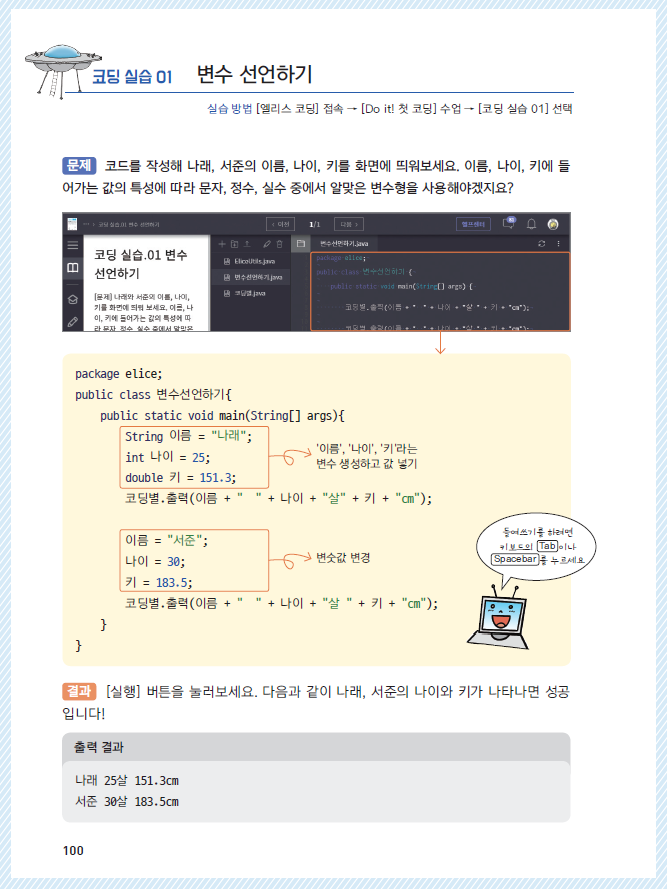 코딩 실습 01 변수 선언하기
실습 방법 [엘리스 코딩] 접속 → [Do it! 첫 코딩] 수업 → [코딩 실습 01] 선택
문제 코드를 작성해 나래, 서준의 이름, 나이, 키를 화면에 띄워보세요. 이름, 나이, 키에 들
어가는 값의 특성에 따라 문자, 정수, 실수 중에서 알맞은 변수형을 사용해야겠지요?
코딩 실습.01 변수 선언하기
< 이전
1/1
다음 >
헬프센터
코딩 실습.01 변수
선언하기
[문제] 나래와 서준의 이름, 나이,
키를 화면에 띄워 보세요. 이름, 나
이, 키에 들어가는 값의 특성에 따
라 문자, 정수, 실수 중에서 알맞은
EliceUtils.java
변수선언하기.java
코딩별.java
변수선언하기.java
package elice;
public class 변수선언하기 {
public static void main(String[] args) {
코딩별.출력(이름 + " " + 나이 + "살 " + 키 + "cm");
코딩별.출력(이름 + " " + 나이 + "살 " + 키 + "cm");
package elice;
public class 변수선언하기{
public static void main(String[] args){
String 이름 = "나래";
int 나이 = 25;
double 키 = 151.3;
'이름', '나이', '키'라는
변수 생성하고 값 넣기
코딩별.출력(이름 + "  " + 나이 + "살" + 키 + "cm");
이름 = "서준";
나이 = 30;
키 = 183.5;
변숫값 변경
코딩별.출력(이름 + "  " + 나이 + "살 " + 키 + "cm");
}
}
들여쓰기를 하려면
키보드의 Tab이나
Spacebar를 누르세요
결과 [실행] 버튼을 눌러보세요. 다음과 같이 나래, 서준의 나이와 키가 나타나면 성공
입니다!
출력 결과
나래 25살 151.3cm
서준 30살 183.5cm
100